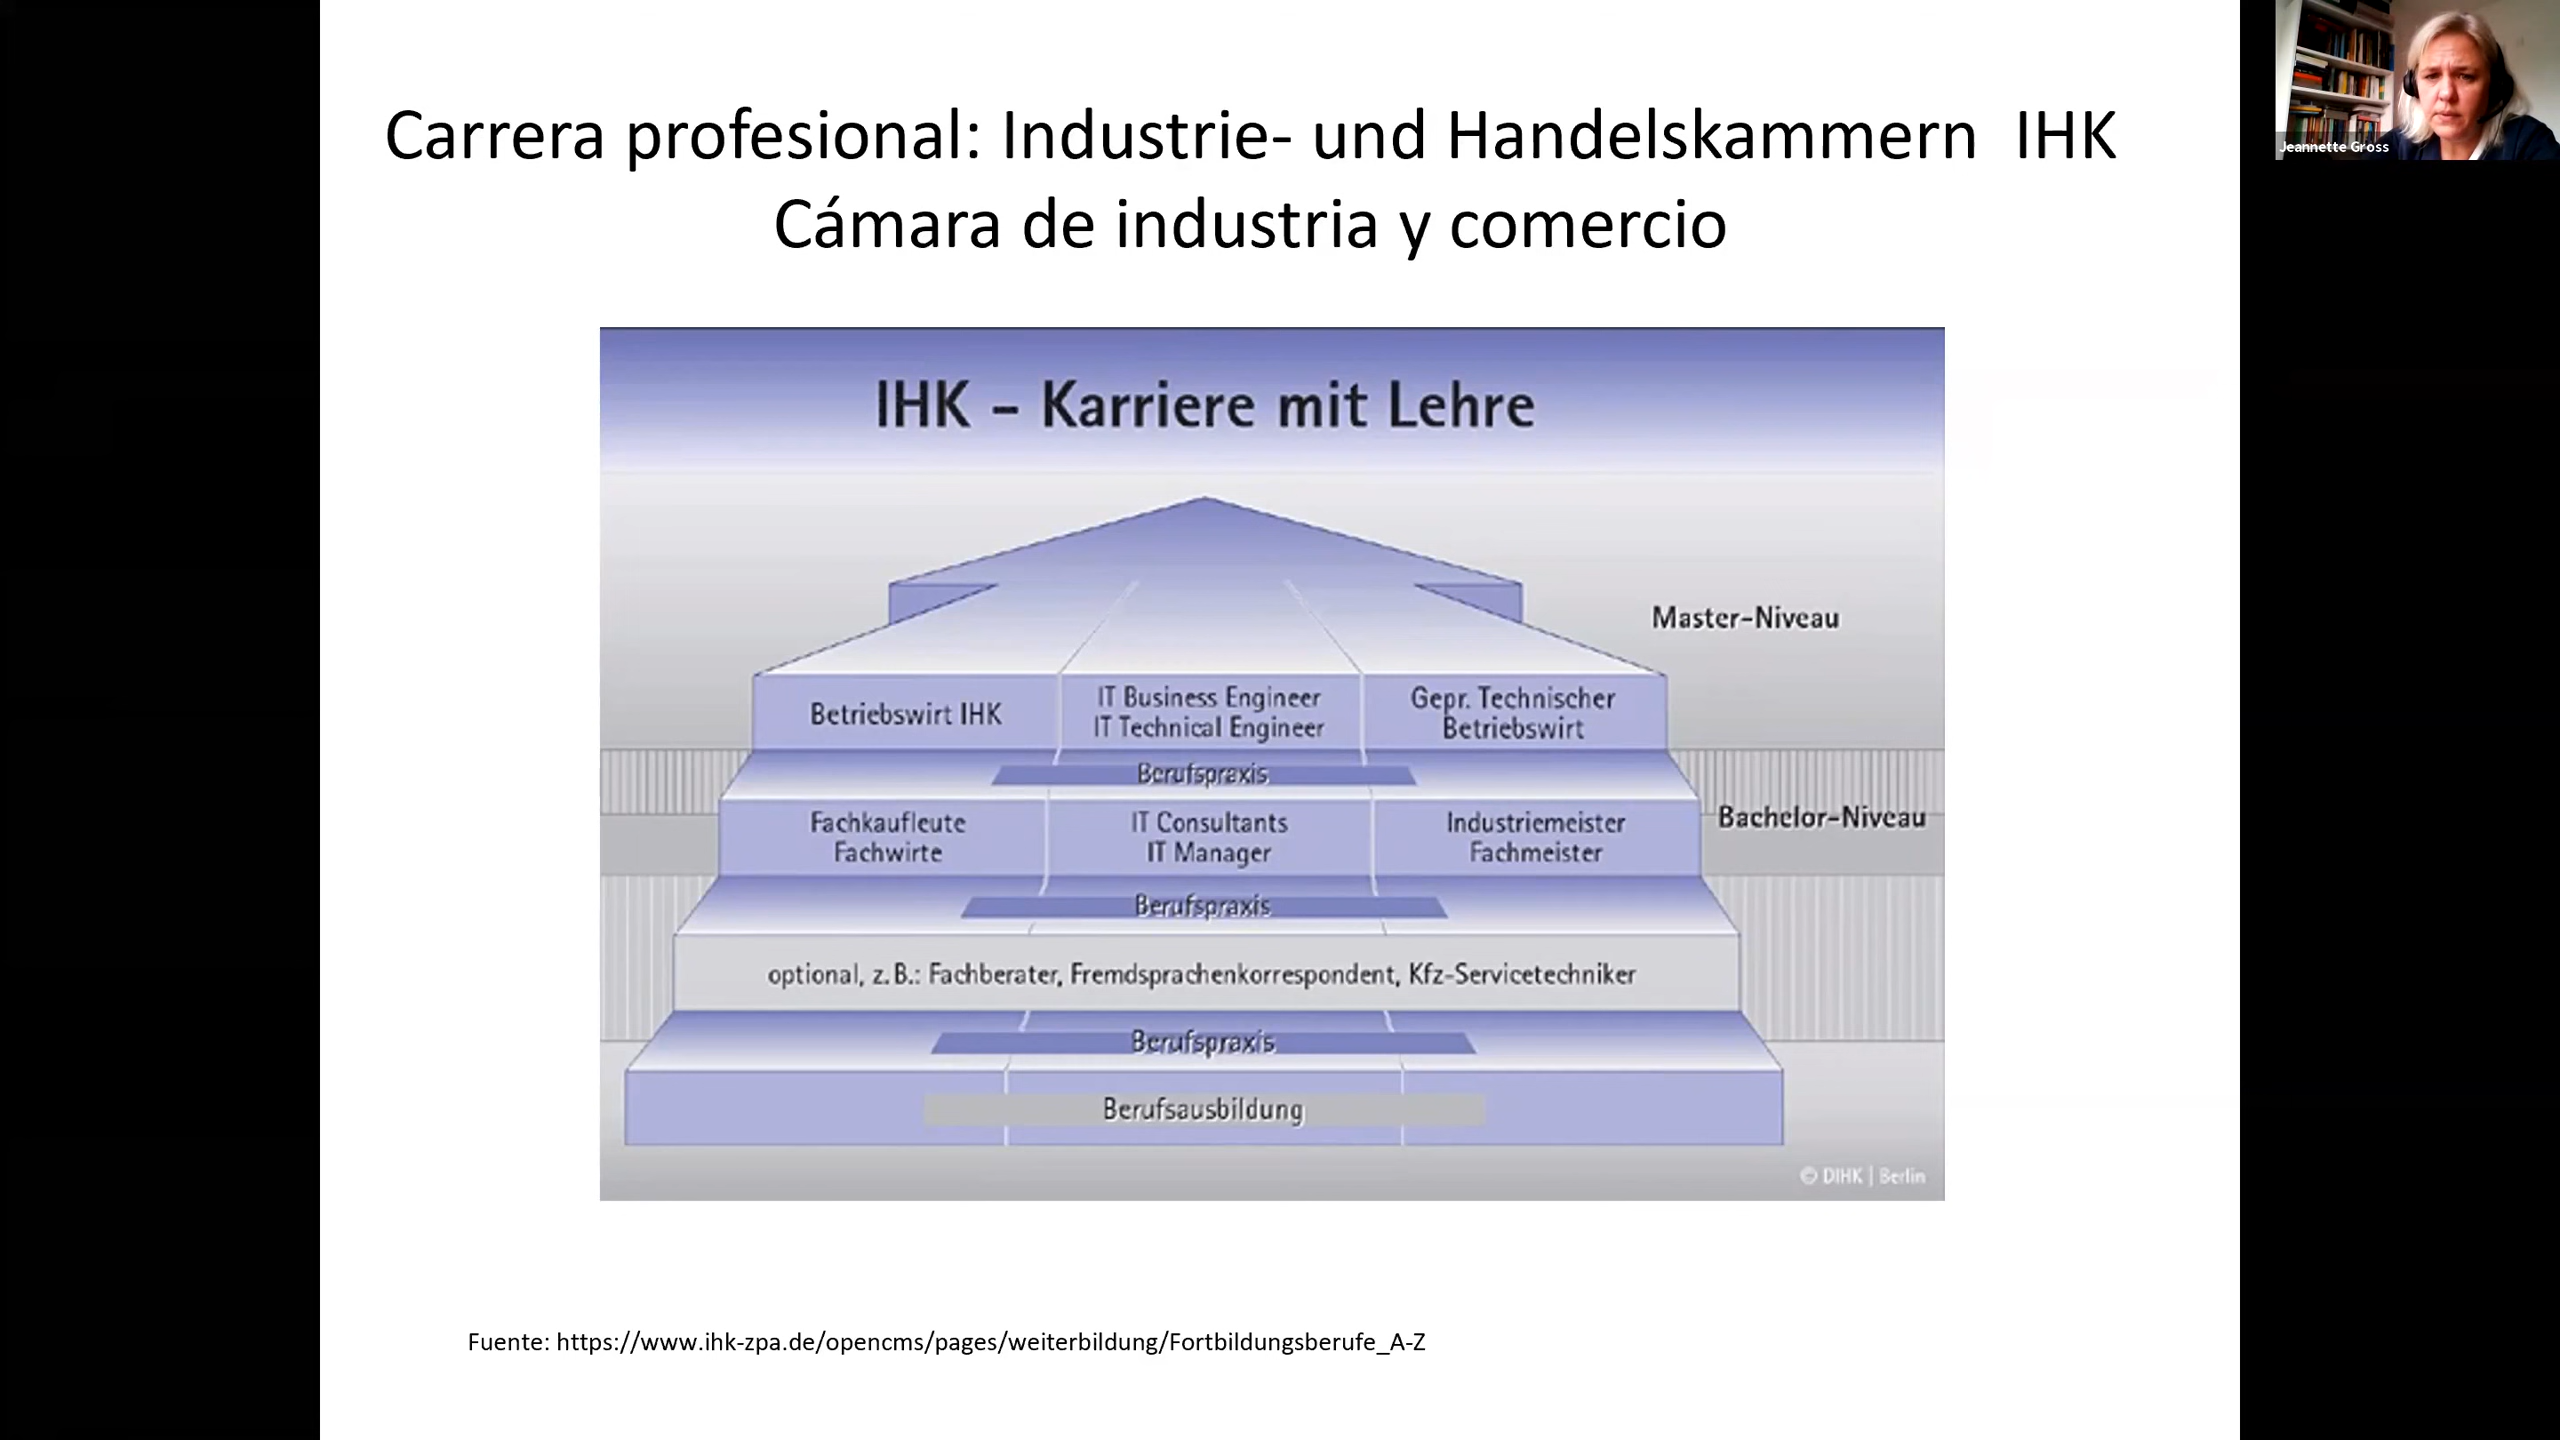 Carrera profesional: Industrie- und Handelskammern IHK
Cámara de industria y comercio
Jeannette Gross
IHK – Karriere mit Lehre
Master-Niveau
Betriebswirt IHK
IT Business Engineer
IT Technical Engineer
Gepr. Technischer
Betriebswirt
Berufspraxis
Bachelor-Niveau
Fachkaufleute
Fachwirte
IT Consultants
IT Manager
Industriemeister
Fachmeister
Berufspraxis
optional, z.B.: Fachberater, Fremdsprachenkorrespondent, Kfz-Servicetechniker
Berufspraxis
Berufsausbildung
© DIHK | Berlin
Fuente: https://www.ihk-zpa.de/opencms/pages/weiterbildung/Fortbildungsberufe_A-Z